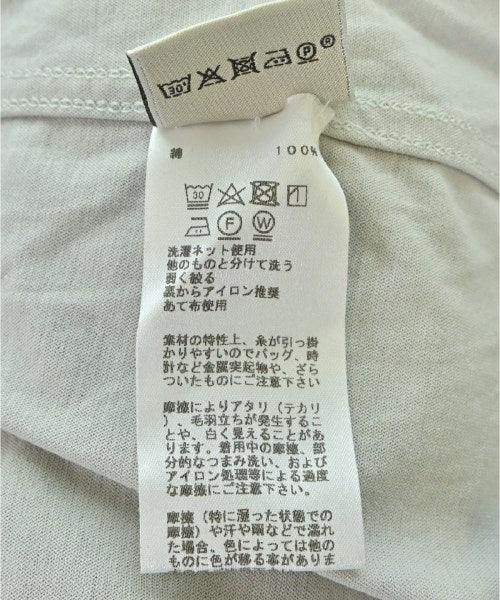 綿 100%
30
F W
洗濯ネット使用
他のものと分けて洗う
弱く絞る
裏からアイロン推奨
あて布使用
素材の特性上、糸が引っ掛
かりやすいのでバッグ、時
計など金属突起物や、ざら
ついたものにご注意下さい
摩擦によりアタリ(テカリ
)、毛羽立ちが発生するこ
とや、白く見えることがあ
ります。着用中の摩擦、部
分的なつまみ洗い、および
アイロン処理等による過度
な摩擦にご注意下さい。
摩擦(特に湿った状態での
摩擦)や汗や雨などで濡れ
た場合、色によっては他の
ものに色が移る事がありま